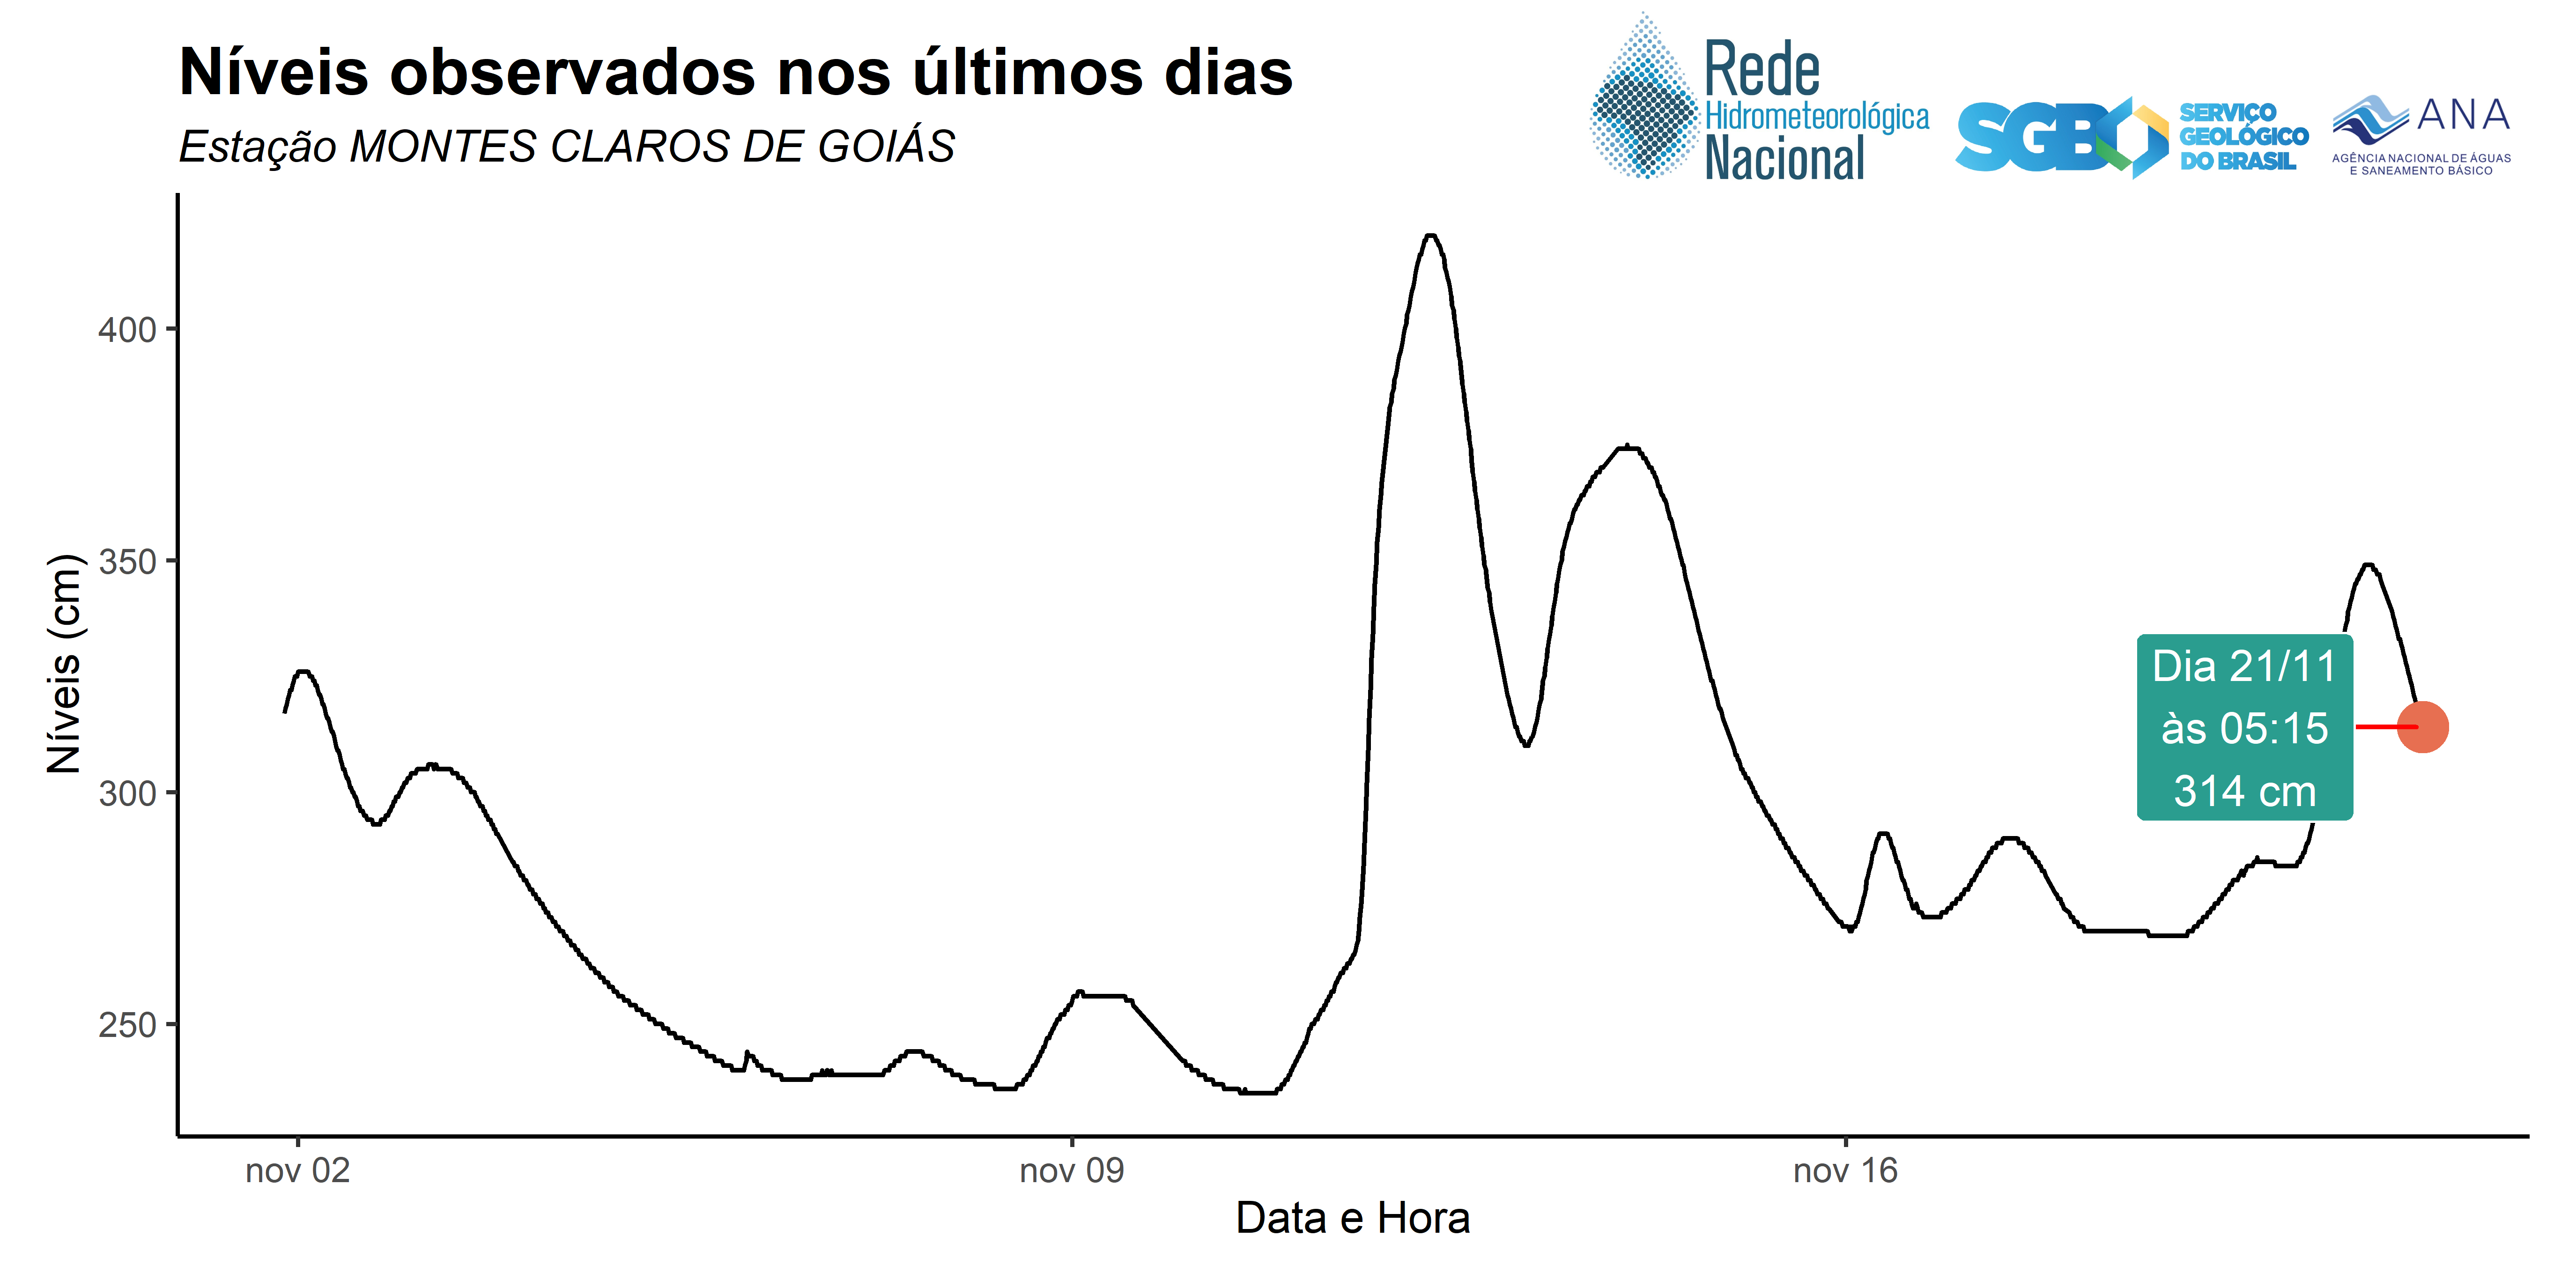 Níveis observados nos últimos dias
Estação MONTES CLAROS DE GOIÁS
Rede
Hidrometeorológica
Nacional
SGB
SERVIÇO
GEOLÓGICO
DO BRASIL
ANA
AGÊNCIA NACIONAL DE ÁGUAS
E SANEAMENTO BÁSICO
Níveis (cm)
400
350
300
250
Dia 21/11
às 05:15
314 cm
nov 02
nov 09
nov 16
Data e Hora